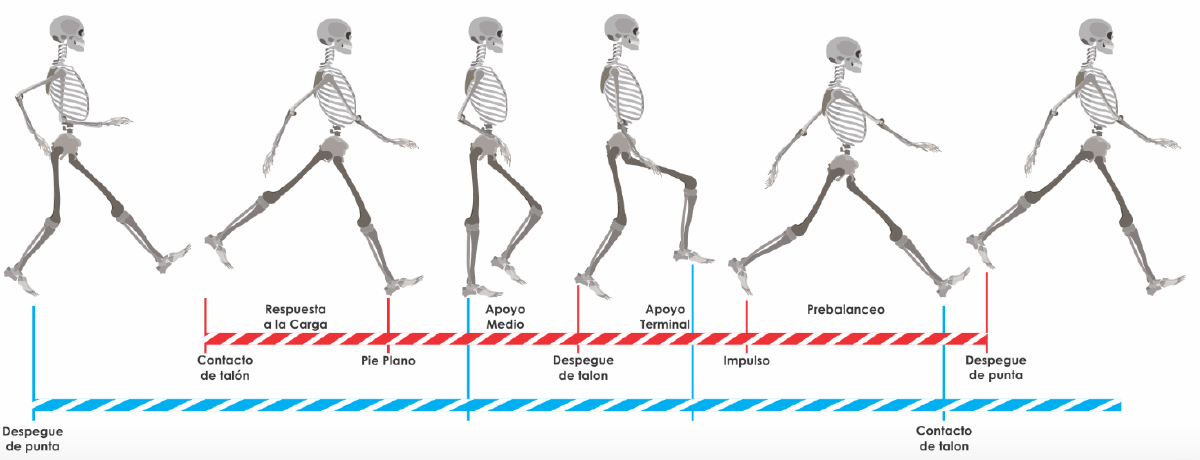 Respuesta
a la Carga
Apoyo
Medio
Apoyo
Terminal
Prebalanceo
Contacto
de talón
Pie Plano
Despegue
de talon
Impulso
Despegue
de punta
Despegue
de punta
Contacto
de talon